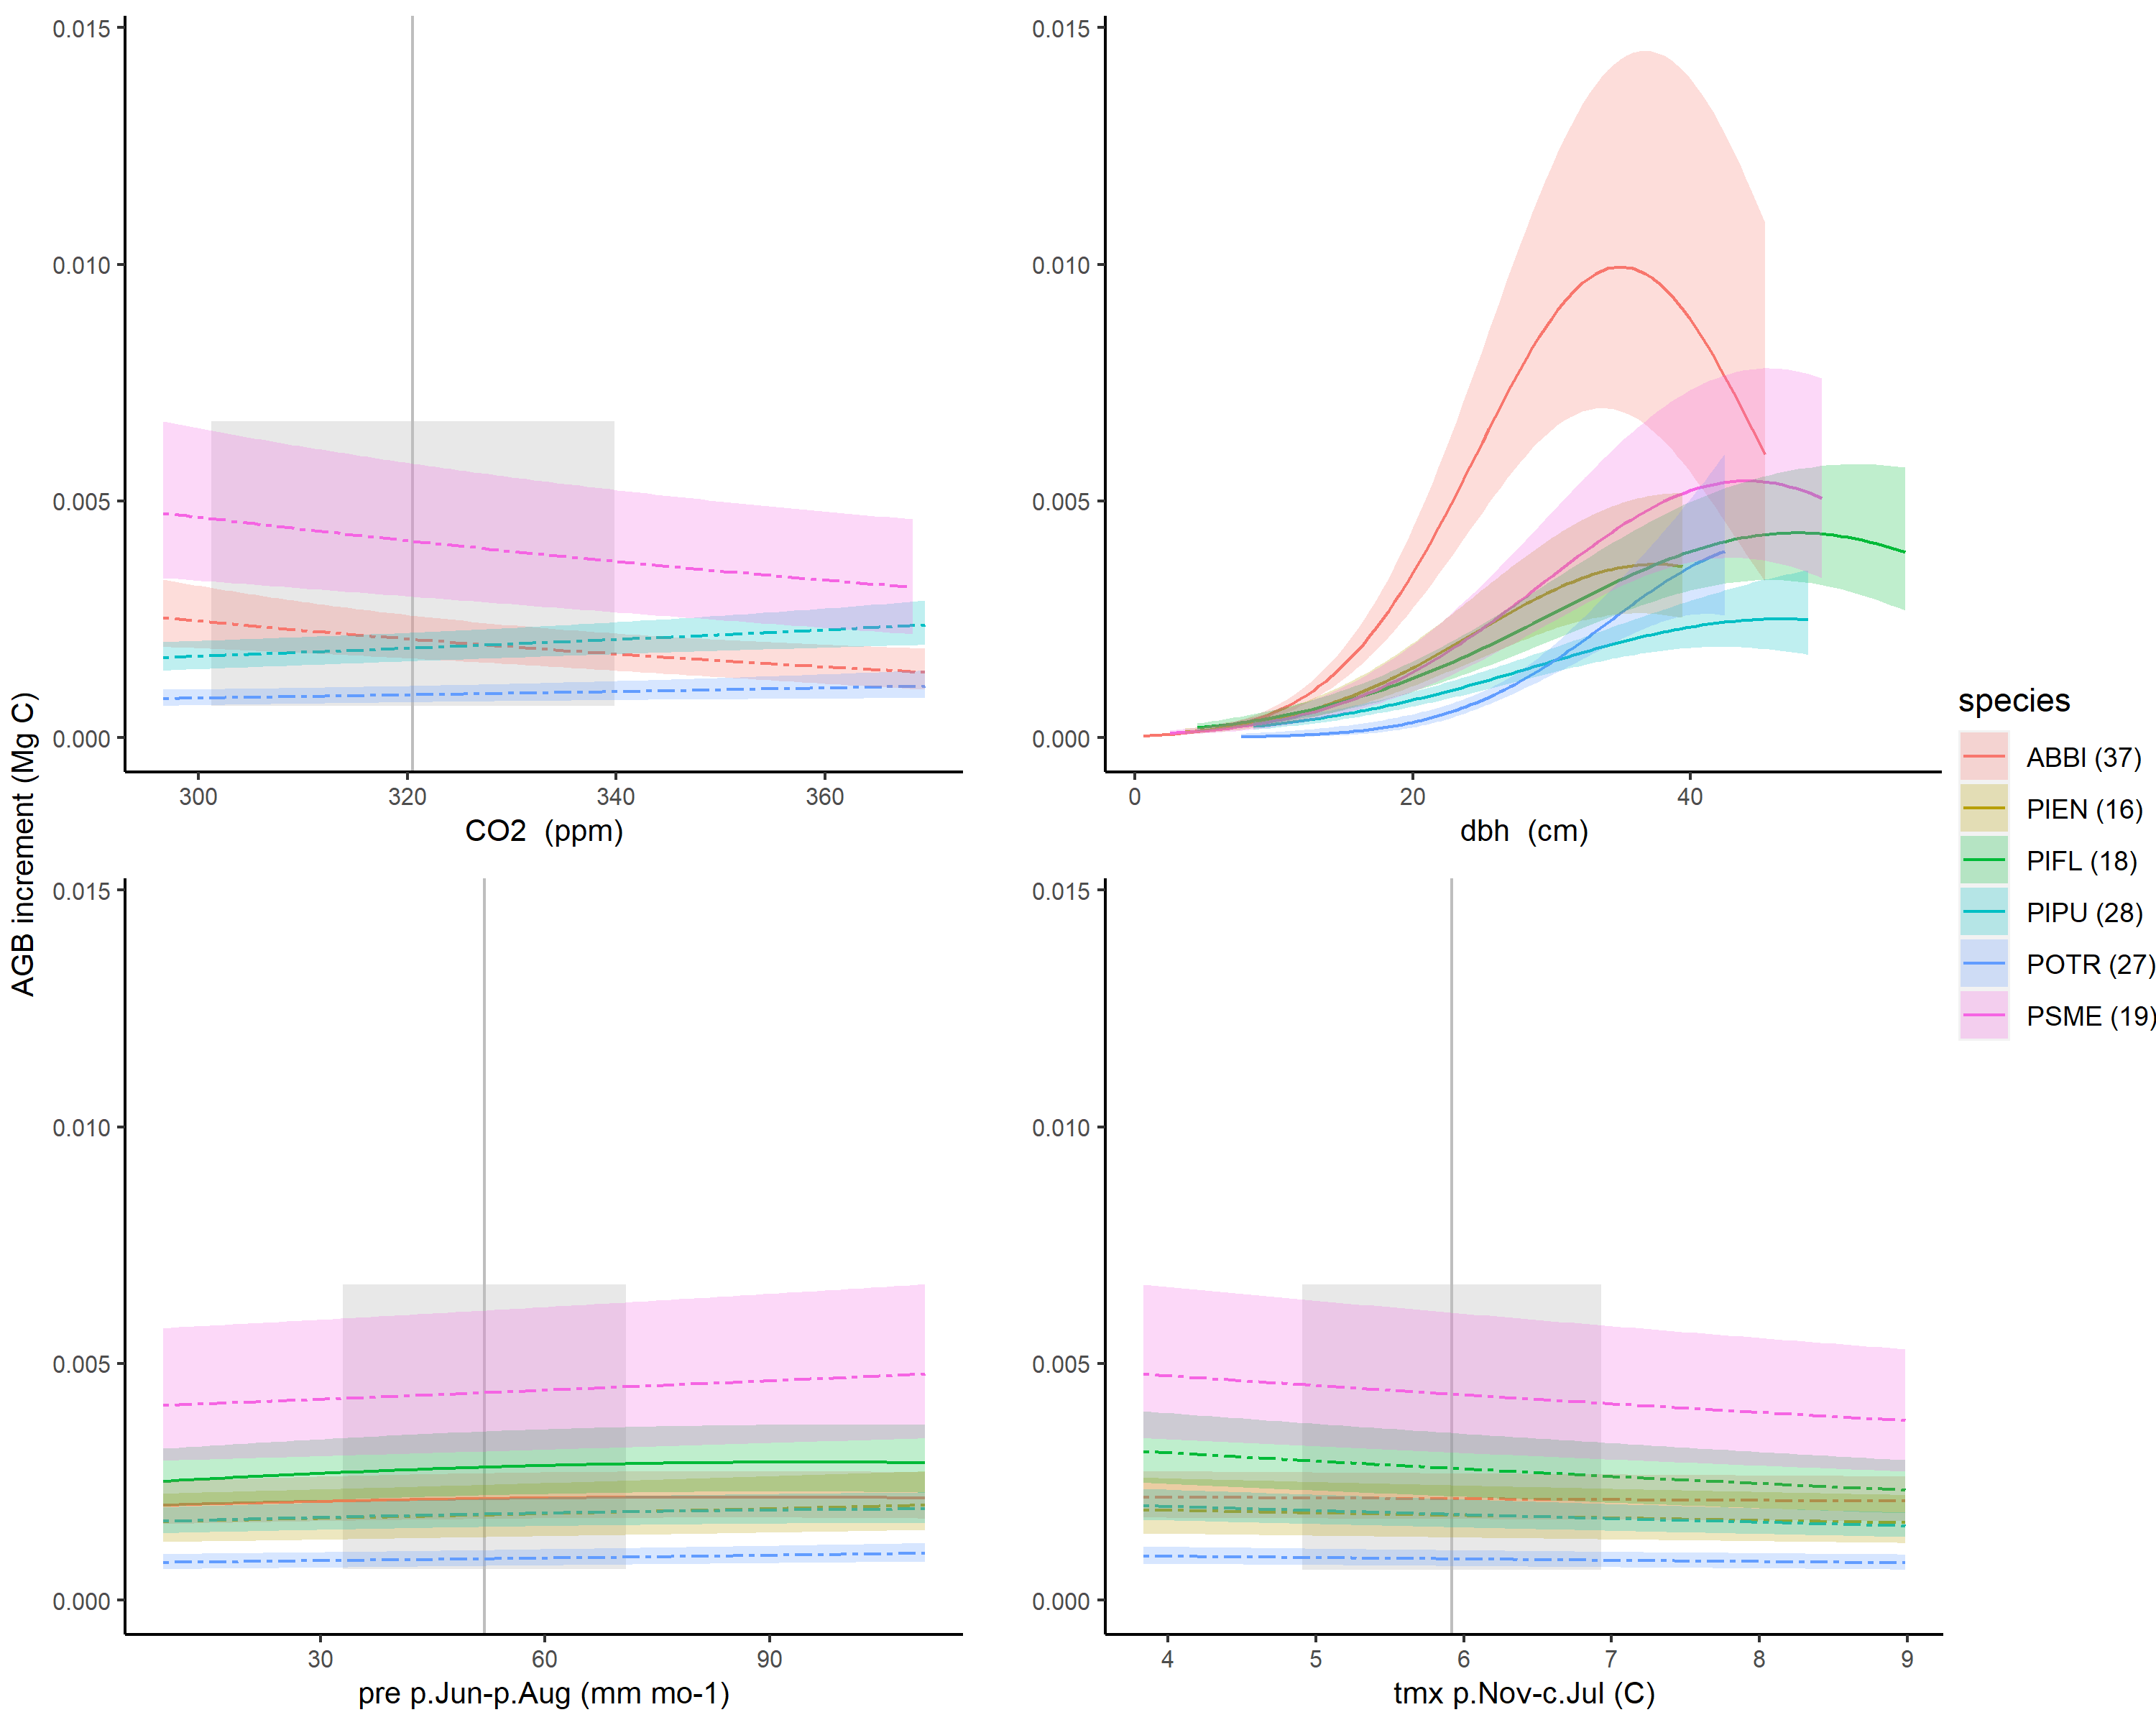 AGB increment (Mg C)
0.015
0.010
0.005
0.000
300 320 340 360
CO2 (ppm)
0.015
0.010
0.005
0.000
0 20 40
dbh (cm)
0.015
0.010
0.005
0.000
30 60 90
pre p.Jun-p.Aug (mm mo-1)
0.015
0.010
0.005
0.000
4 5 6 7 8 9
tmx p.Nov-c.Jul (C)
species
ABBI (37)
PIEN (16)
PIFL (18)
PIPU (28)
POTR (27)
PSME (19)